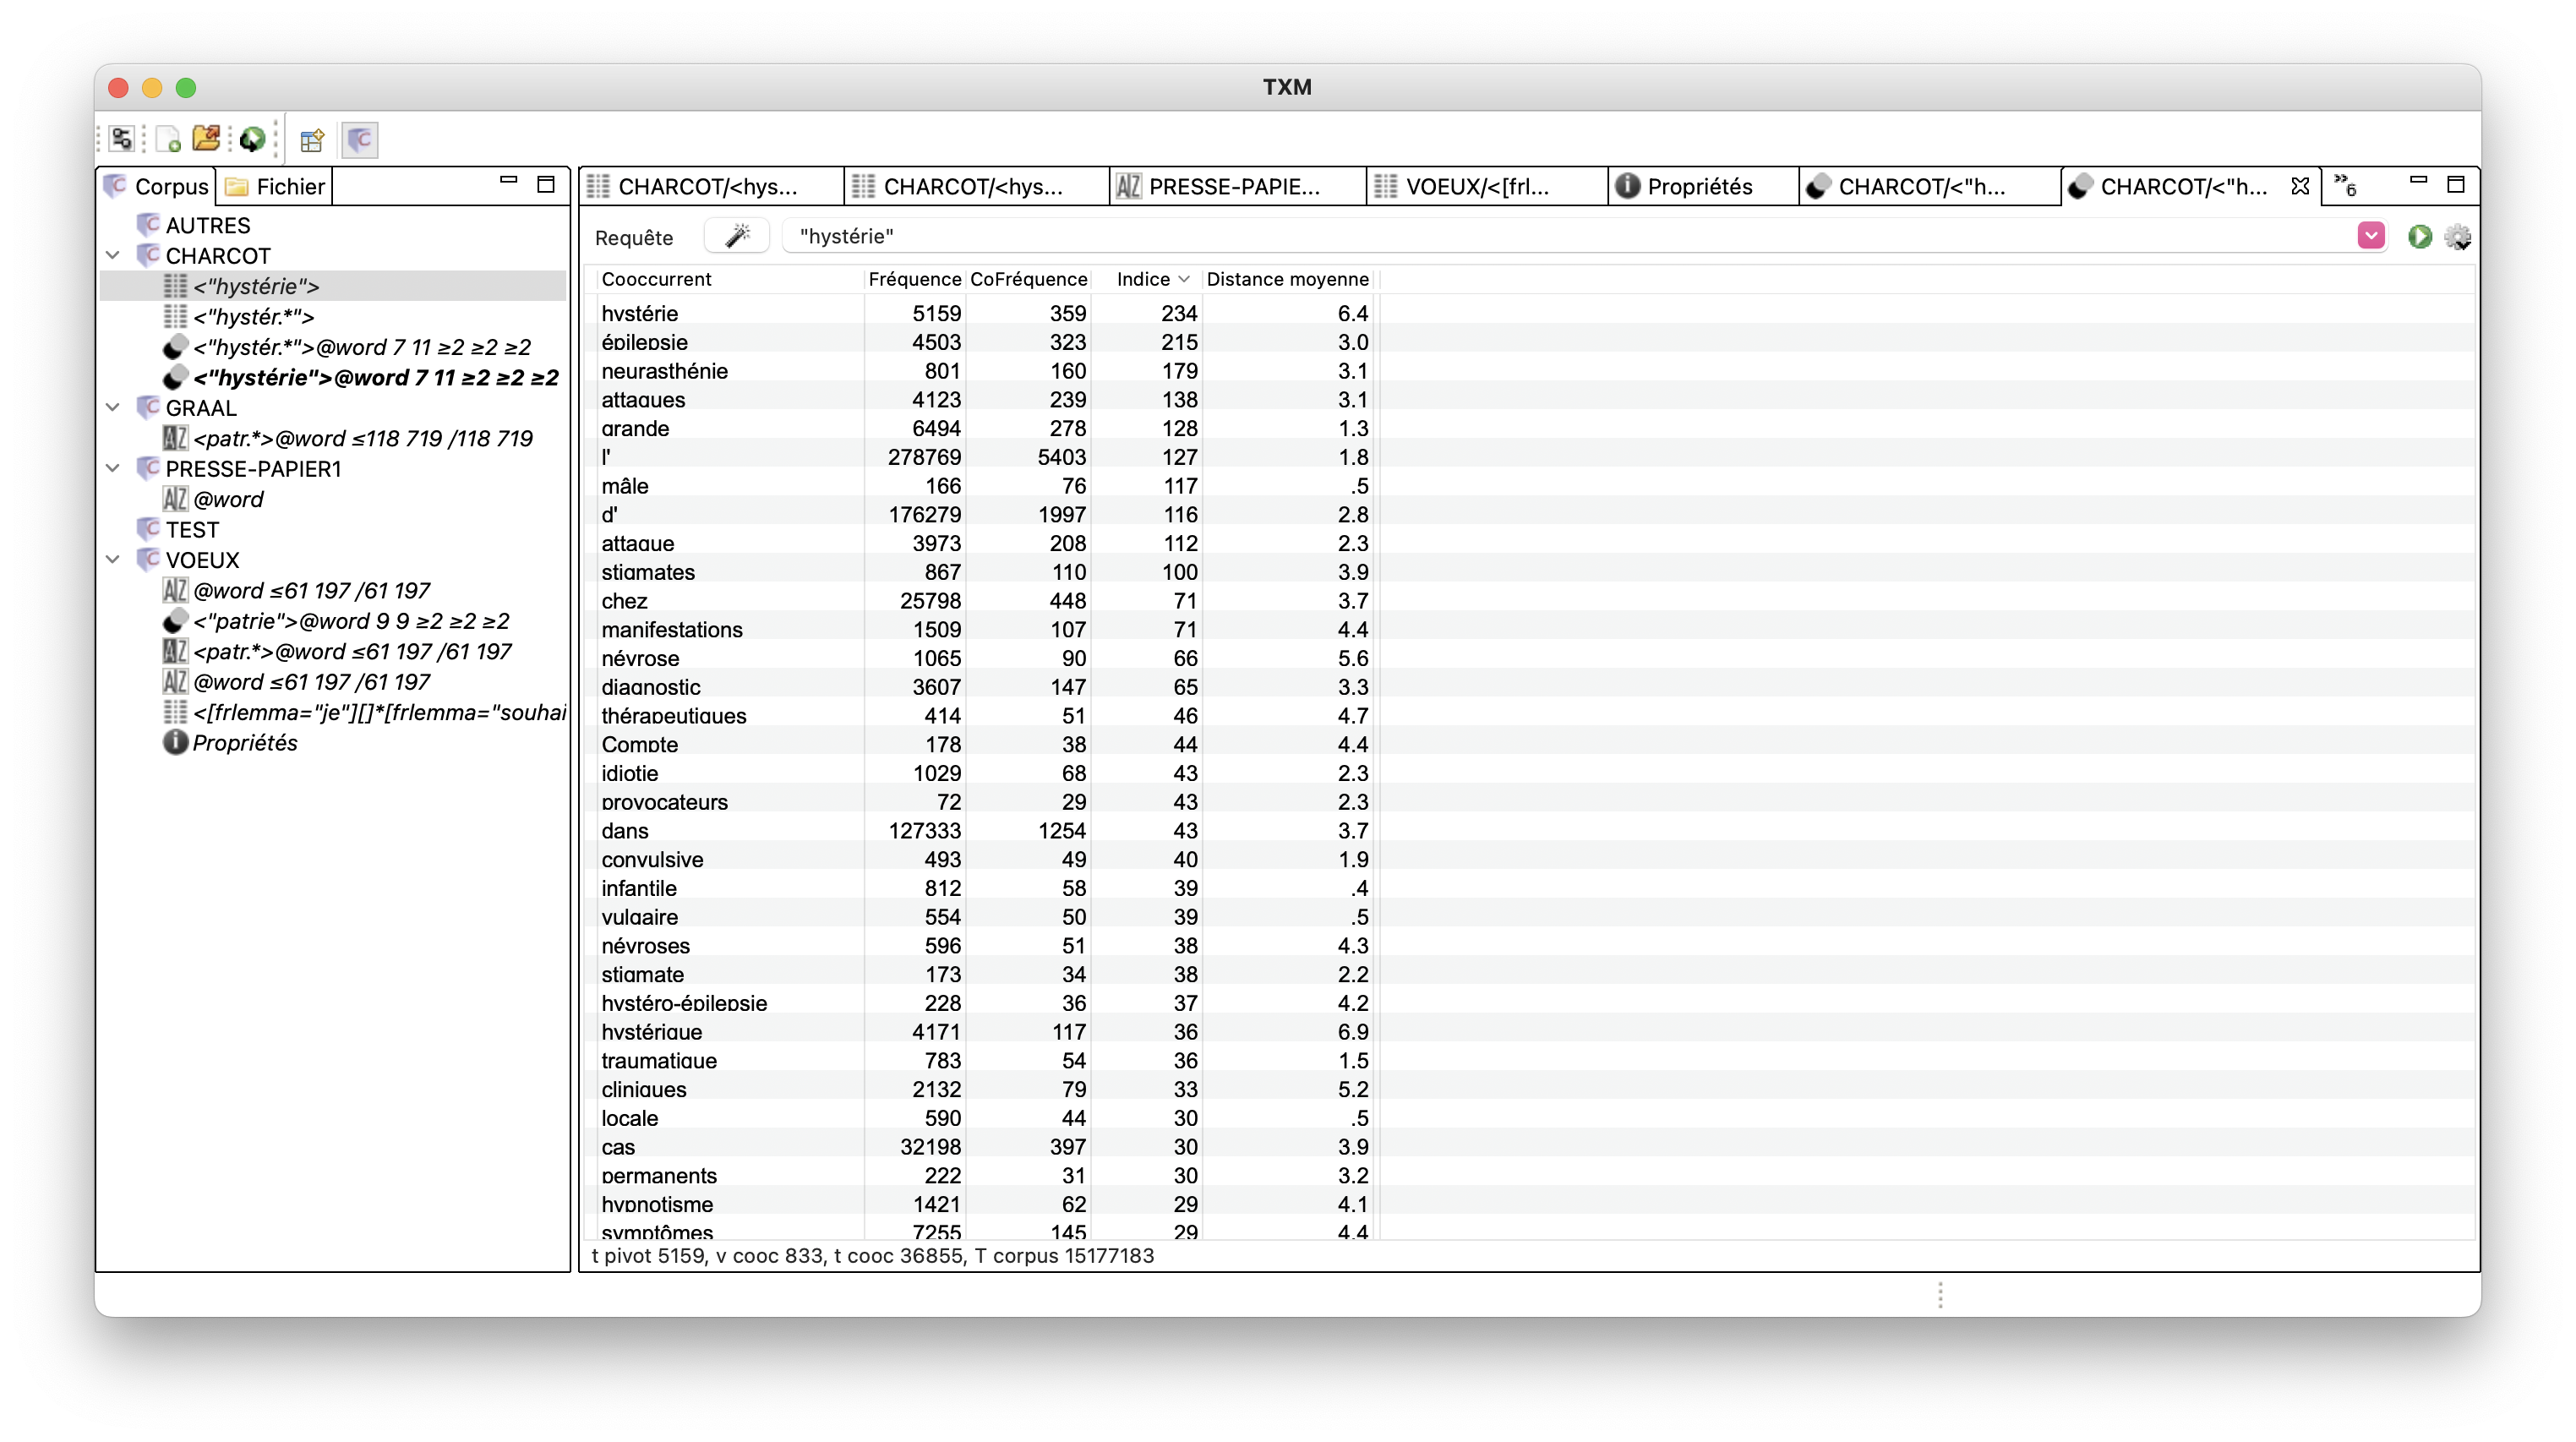 TXM
Corpus Fichier
AUTRES
CHARCOT
<"hystérie">
<"hystér.*">
<"hystér.*">@word 7 11 ≥2 ≥2 ≥2
<"hystérie">@word 7 11 ≥2 ≥2 ≥2
GRAAL
<patr.*>@word ≤118 719 /118 719
PRESSE-PAPIER1
@word
TEST
VOEUX
@word ≤61 197 /61 197
<"patrie">@word 9 9 ≥2 ≥2 ≥2
<patr.*>@word ≤61 197 /61 197
@word ≤61 197 /61 197
<[frlemma="je"][]*[frlemma="souhai
Propriétés
CHARCOT/<hys... CHARCOT/<hys... PRESSE-PAPIE... VOEUX/<[frl... Propriétés CHARCOT/<"h... CHARCOT/<"h... »6
Requête "hystérie"
Cooccurrent Fréquence CoFréquence Indice Distance moyenne
hystérie 5159 359 234 6.4
épilepsie 4503 323 215 3.0
neurasthénie 801 160 179 3.1
attaques 4123 239 138 3.1
grande 6494 278 128 1.3
l' 278769 5403 127 1.8
mâle 166 76 117 .5
d' 176279 1997 116 2.8
attaque 3973 208 112 2.3
stigmates 867 110 100 3.9
chez 25798 448 71 3.7
manifestations 1509 107 71 4.4
névrose 1065 90 66 5.6
diagnostic 3607 147 65 3.3
thérapeutiques 414 51 46 4.7
Compte 178 38 44 4.4
idiotie 1029 68 43 2.3
provocateurs 72 29 43 2.3
dans 127333 1254 43 3.7
convulsive 493 49 40 1.9
infantile 812 58 39 .4
vulgaire 554 50 39 .5
névroses 596 51 38 4.3
stigmate 173 34 38 2.2
hystéro-épilepsie 228 36 37 4.2
hystérique 4171 117 36 6.9
traumatique 783 54 36 1.5
cliniques 2132 79 33 5.2
locale 590 44 30 .5
cas 32198 397 30 3.9
permanents 222 31 30 3.2
hypnotisme 1421 62 29 4.1
symptômes 7255 145 29 4.4
t pivot 5159, v cooc 833, t cooc 36855, T corpus 15177183